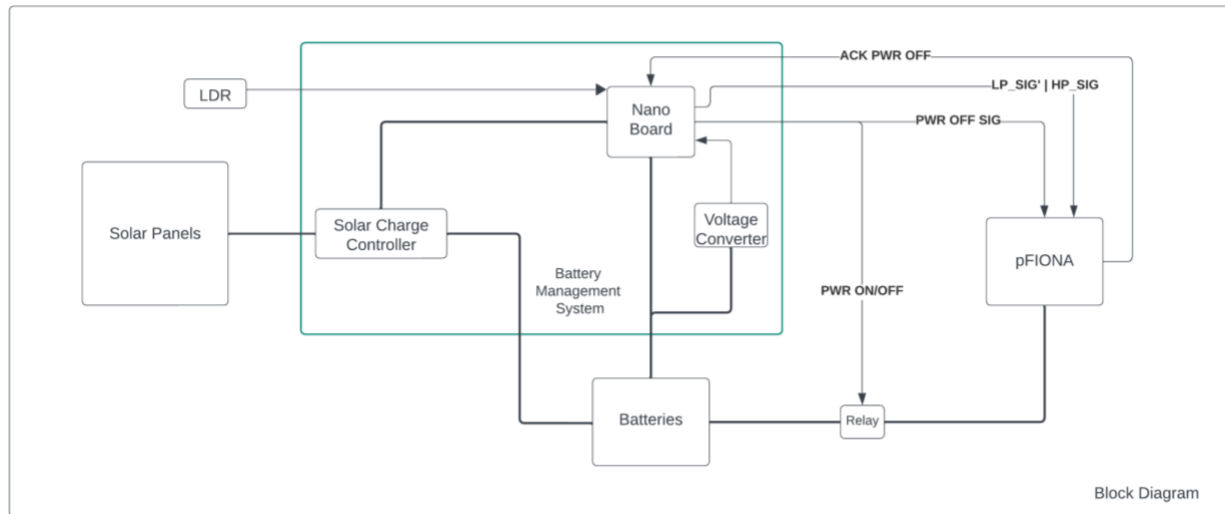 ACK PWR OFF
LP_SIG' | HP_SIG
LDR
Nano
Board
PWR OFF SIG
Solar Panels
Solar Charge
Controller
Voltage
Converter
pFIONA
Battery
Management
System
PWR ON/OFF
Batteries
Relay
Block Diagram